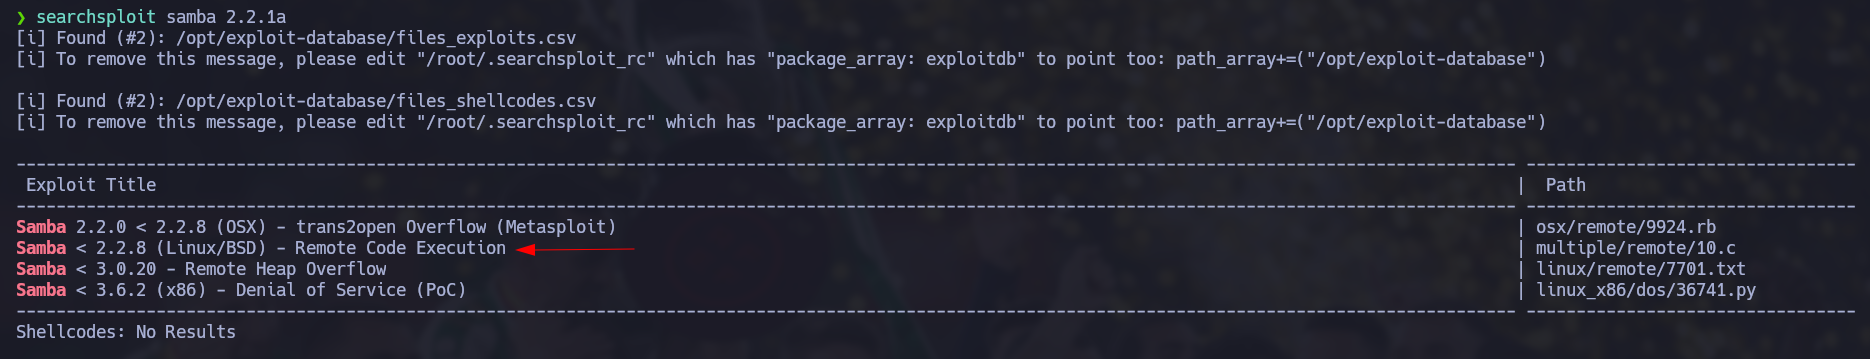 ❯ searchsploit samba 2.2.1a
[i] Found (#2): /opt/exploit-database/files_exploits.csv
[i] To remove this message, please edit "/root/.searchsploit_rc" which has "package_array: exploitdb" to point too: path_array+=("/opt/exploit-database")
[i] Found (#2): /opt/exploit-database/files_shellcodes.csv
[i] To remove this message, please edit "/root/.searchsploit_rc" which has "package_array: exploitdb" to point too: path_array+=("/opt/exploit-database")
Exploit Title | Path
Samba 2.2.0 < 2.2.8 (OSX) - trans2open Overflow (Metasploit) | osx/remote/9924.rb
Samba < 2.2.8 (Linux/BSD) - Remote Code Execution | multiple/remote/10.c
Samba < 3.0.20 - Remote Heap Overflow | linux/remote/7701.txt
Samba < 3.6.2 (x86) - Denial of Service (PoC) | linux_x86/dos/36741.py
Shellcodes: No Results